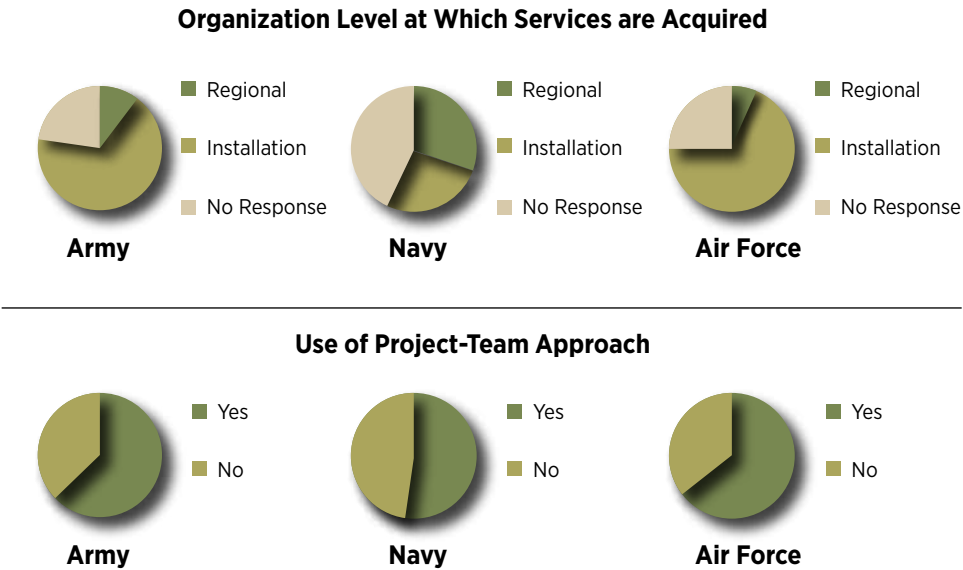 Organization Level at Which Services are Acquired
Regional
Installation
No Response
Army
Regional
Installation
No Response
Navy
Regional
Installation
No Response
Air Force
Use of Project-Team Approach
Yes
No
Army
Yes
No
Navy
Yes
No
Air Force